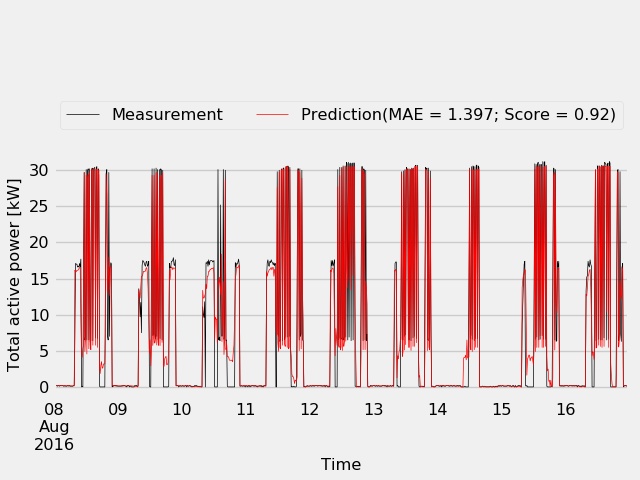 Measurement
Prediction(MAE = 1.397; Score = 0.92)
Total active power [kW]
30
25
20
15
10
5
0
08 09 10 11 12 13 14 15 16
Aug
2016
Time